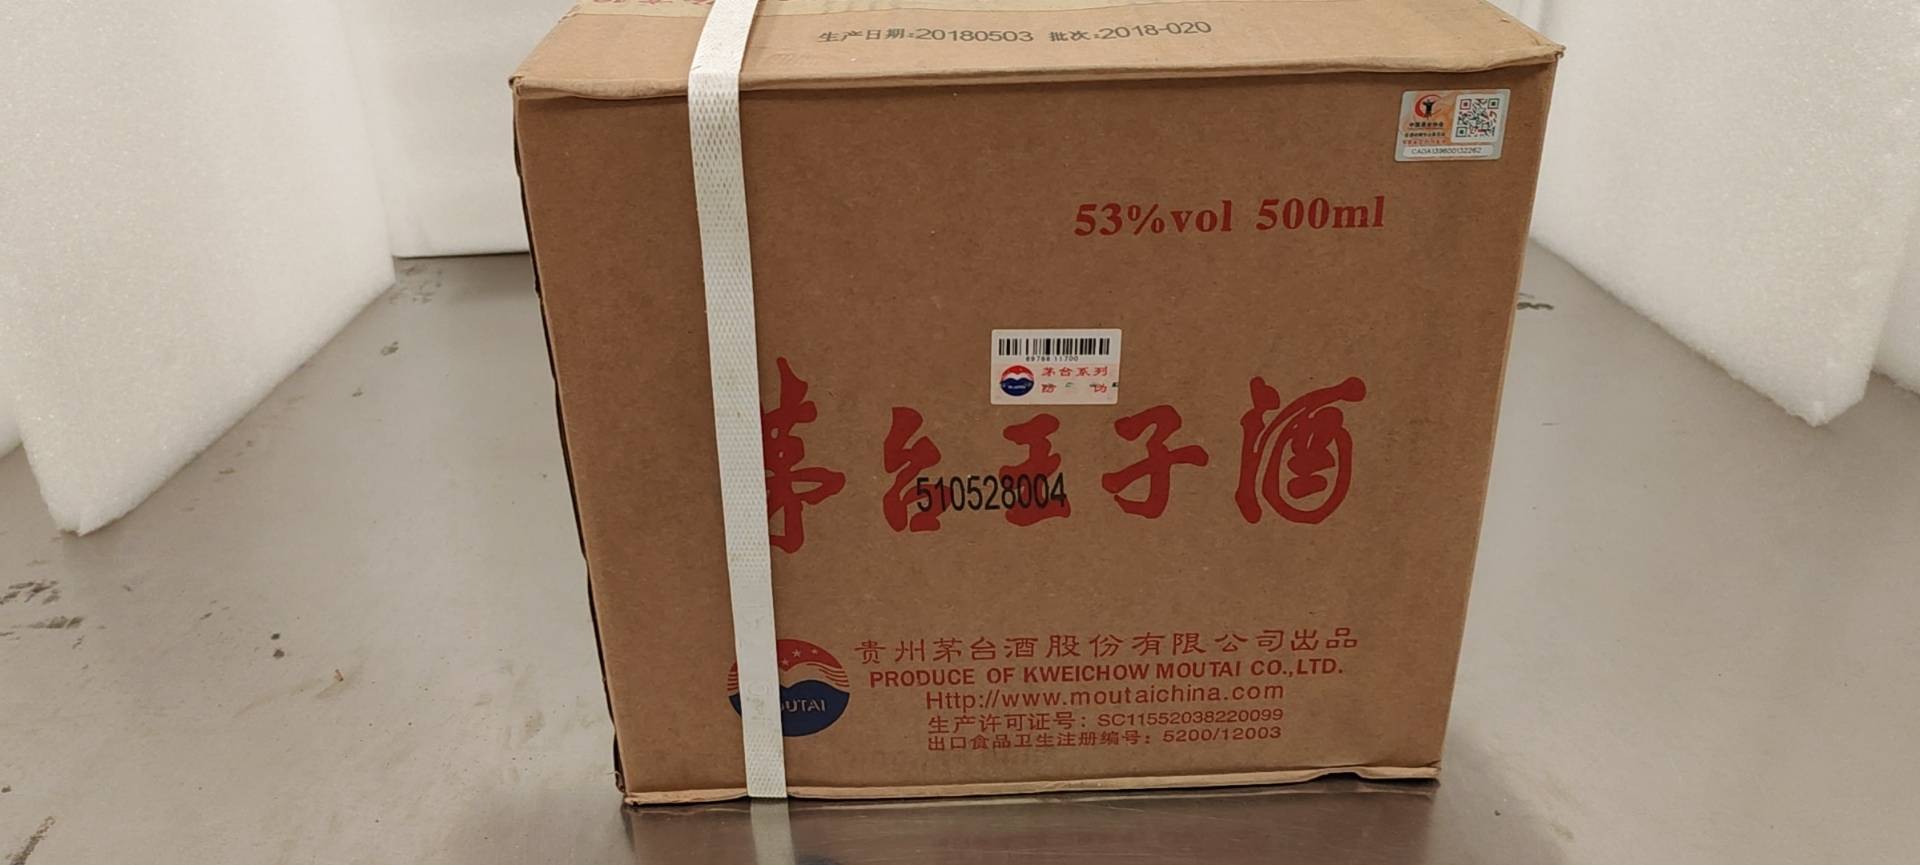 生产日期:20180503 批次:2018-020
CADA139600132262
53%vol 500ml
茅台系列
茅台王子酒
510528004
贵州茅台酒股份有限公司出品
PRODUCE OF KWEICHOW MOUTAI CO.,LTD.
Http://www.moutaichina.com
生产许可证号：SC11552038220099
出口食品卫生注册编号：5200/12003
MOUTAI